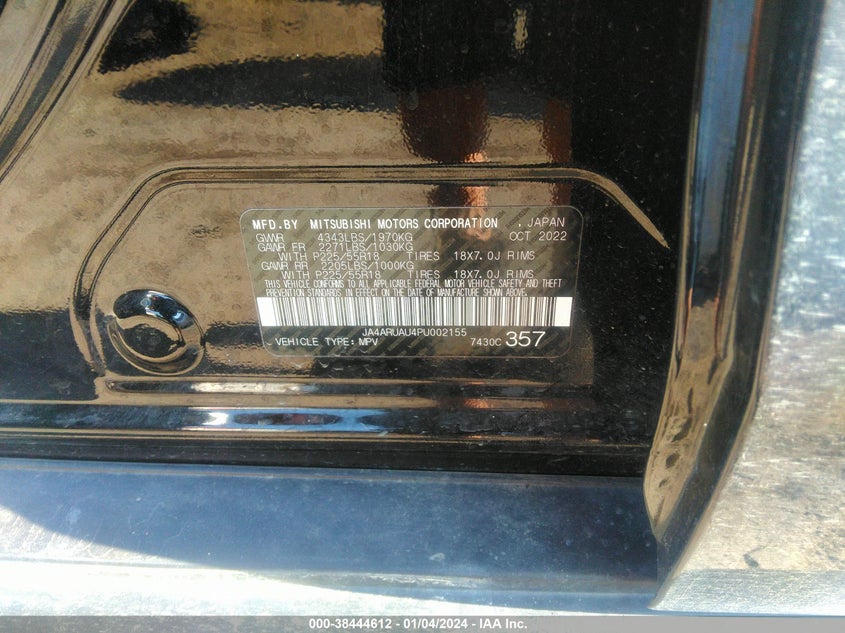 MFD.BY MITSUBISHI MOTORS CORPORATION , JAPAN
GVWR 4343LBS/1970KG OCT 2022
GAWR FR 2271LBS/1030KG
WITH P225/55R18 TIRES 18X7.0J RIMS
GAWR RR 2205LBS/1000KG
WITH P225/55R18 TIRES 18X7.0J RIMS
THIS VEHICLE CONFORMS TO ALL APPLICABLE FEDERAL MOTOR VEHICLE SAFETY AND THEFT
PREVENTION STANDARDS IN EFFECT ON THE DATE OF MANUFACTURE SHOWN ABOVE.
JA4ARUAU4PU002155
VEHICLE TYPE: MPV 7430C 357
000-38444612 - 01/04/2024 - IAA Inc.